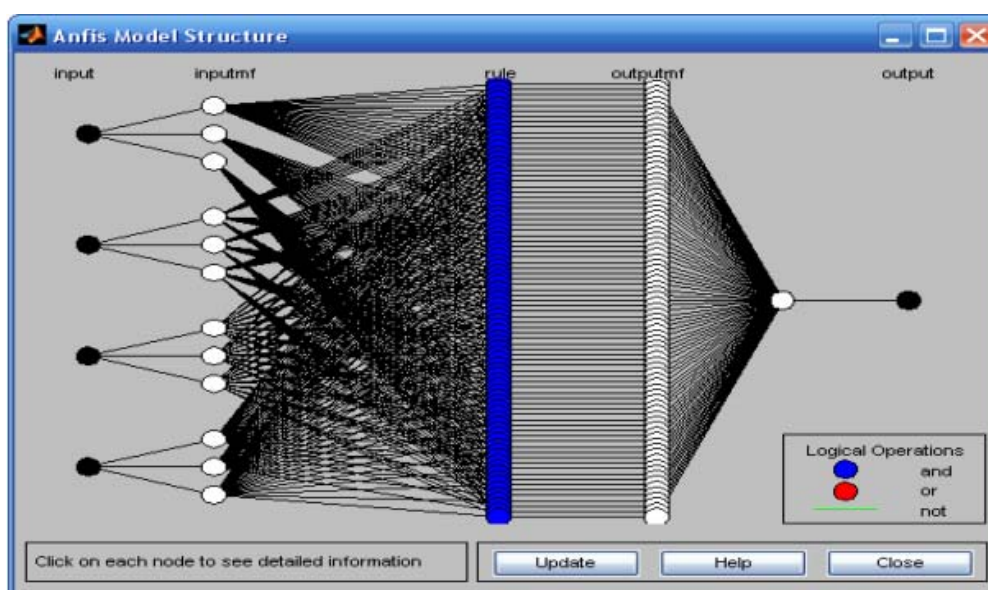 Anfis Model Structure
input inputmf rule outputmf output
Logical Operations
and
or
not
Click on each node to see detailed information
Update Help Close